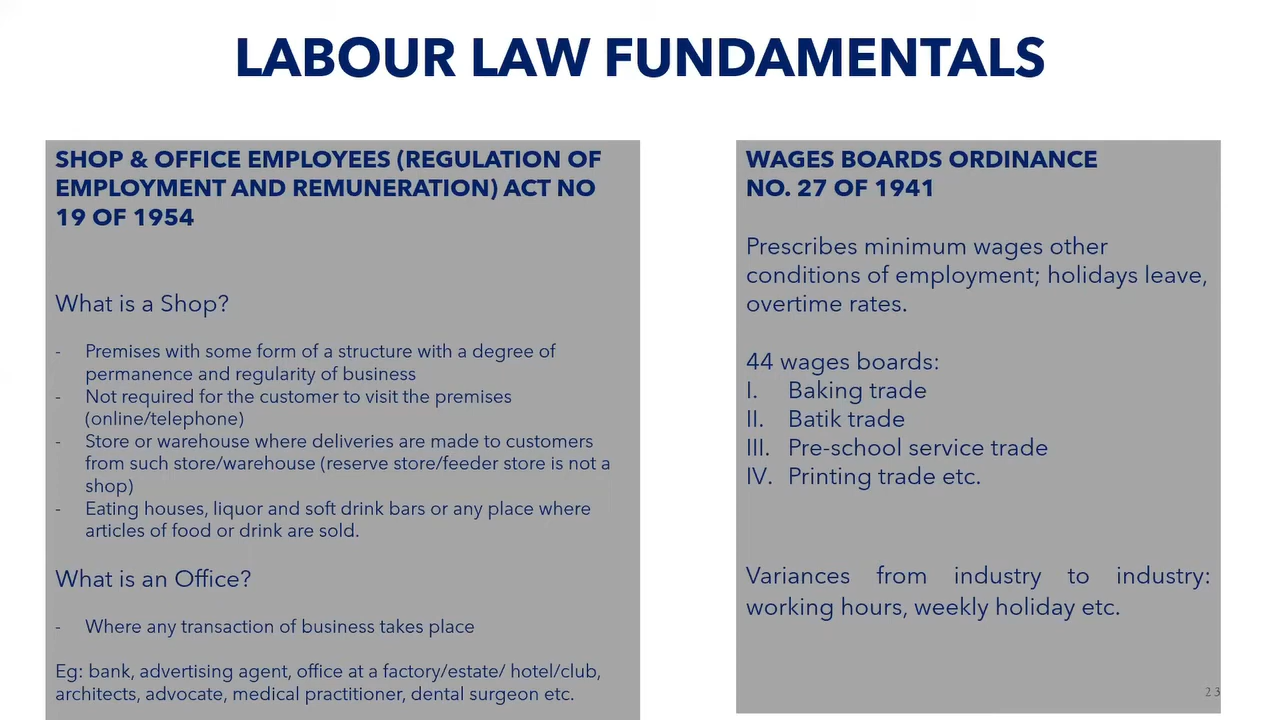 LABOUR LAW FUNDAMENTALS
SHOP & OFFICE EMPLOYEES (REGULATION OF
EMPLOYMENT AND REMUNERATION) ACT NO
19 OF 1954
What is a Shop?
- Premises with some form of a structure with a degree of
permanence and regularity of business
- Not required for the customer to visit the premises
(online/telephone)
- Store or warehouse where deliveries are made to customers
from such store/warehouse (reserve store/feeder store is not a
shop)
- Eating houses, liquor and soft drink bars or any place where
articles of food or drink are sold.
What is an Office?
- Where any transaction of business takes place
Eg: bank, advertising agent, office at a factory/estate/ hotel/club,
architects, advocate, medical practitioner, dental surgeon etc.
WAGES BOARDS ORDINANCE
NO. 27 OF 1941
Prescribes minimum wages other
conditions of employment; holidays leave,
overtime rates.
44 wages boards:
I. Baking trade
II. Batik trade
III. Pre-school service trade
IV. Printing trade etc.
Variances from industry to industry:
working hours, weekly holiday etc.
23